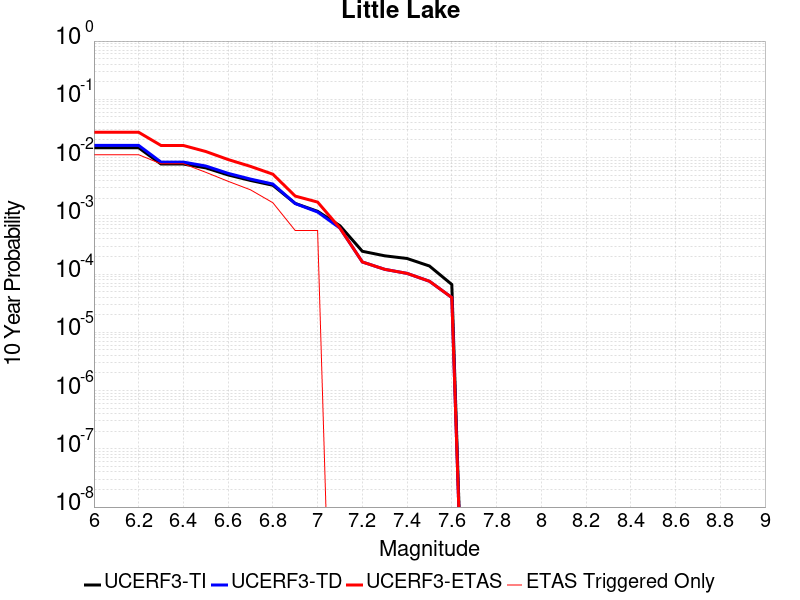 Little Lake
10 0
10 -1
10 -2
10 -3
10 -4
10 -5
10 -6
10 -7
10 -8
10 Year Probability
6 6.2 6.4 6.6 6.8 7 7.2 7.4 7.6 7.8 8 8.2 8.4 8.6 8.8 9
Magnitude
UCERF3-TI UCERF3-TD UCERF3-ETAS ETAS Triggered Only